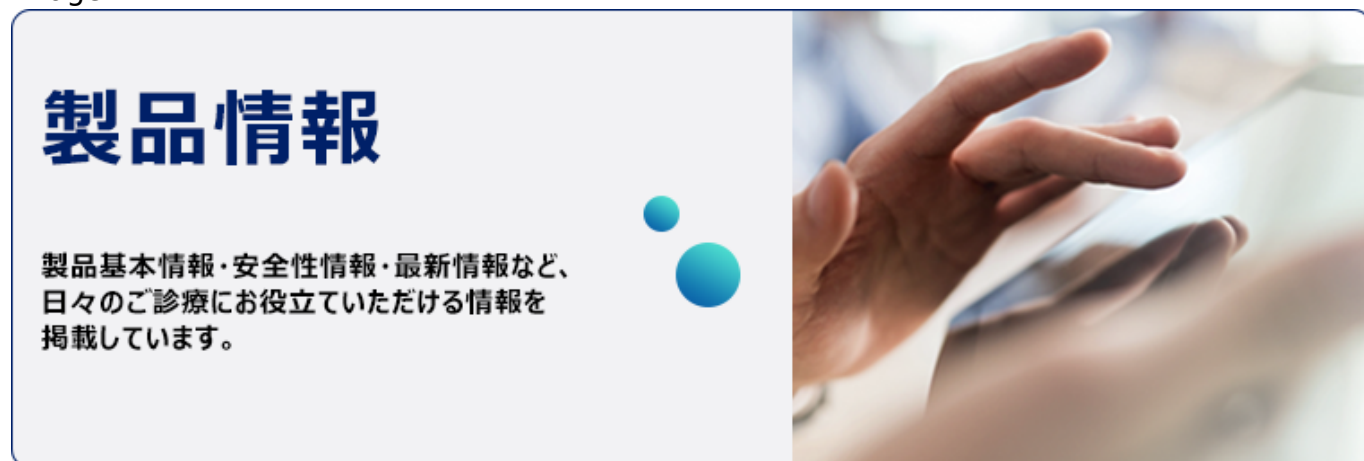 製品情報
製品基本情報・安全性情報・最新情報など、
日々のご診療にお役立ていただける情報を
掲載しています。